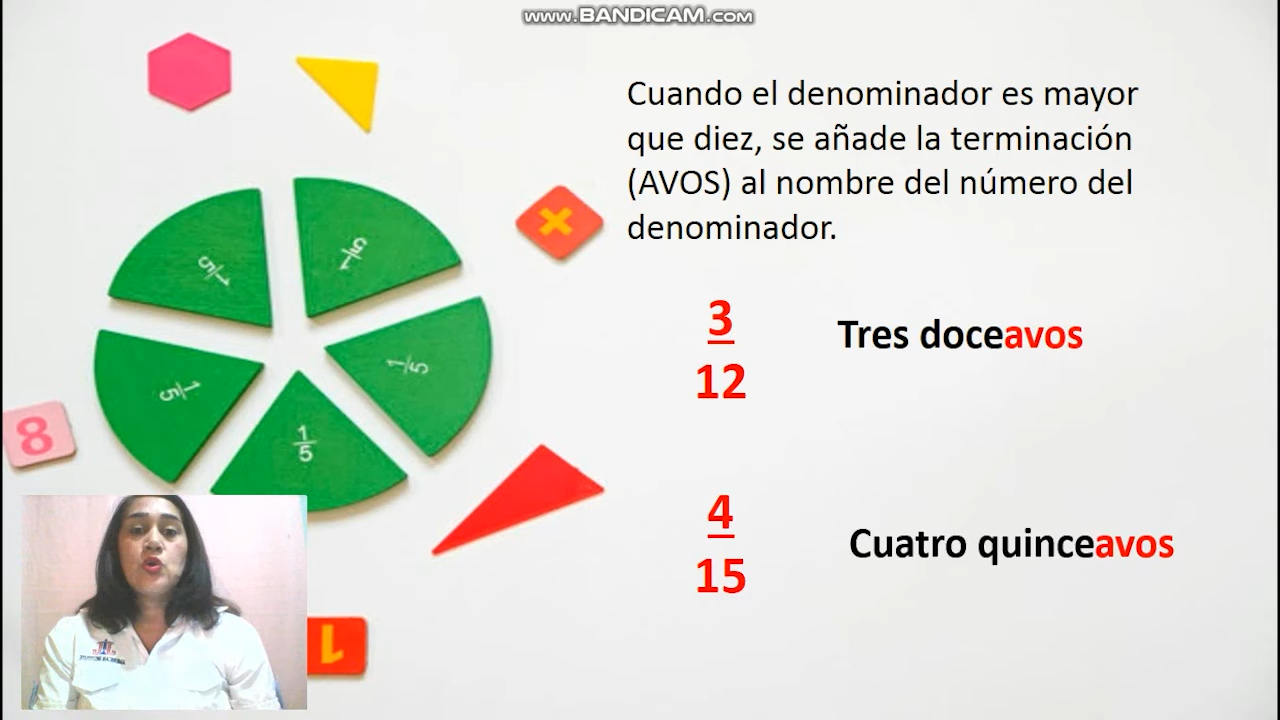 www.BANDICAM.com
Cuando el denominador es mayor
que diez, se añade la terminación
(AVOS) al nombre del número del
denominador.
3
12
Tres doceavos
4
15
Cuatro quinceavos
1
5
1
5
1
5
1
5
1
5
8
1